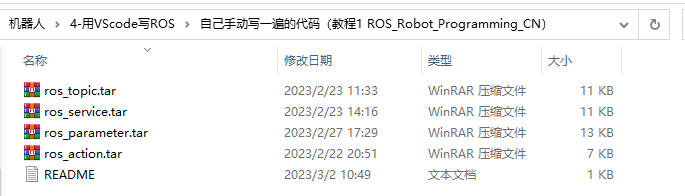 机器人 > 4-用VScode写ROS > 自己手动写一遍的代码（教程1 ROS_Robot_Programming_CN）
名称 修改日期 类型 大小
ros_topic.tar 2023/2/23 11:33 WinRAR 压缩文件 11 KB
ros_service.tar 2023/2/23 14:16 WinRAR 压缩文件 11 KB
ros_parameter.tar 2023/2/27 17:29 WinRAR 压缩文件 13 KB
ros_action.tar 2023/2/22 20:51 WinRAR 压缩文件 7 KB
README 2023/3/2 10:49 文本文档 1 KB